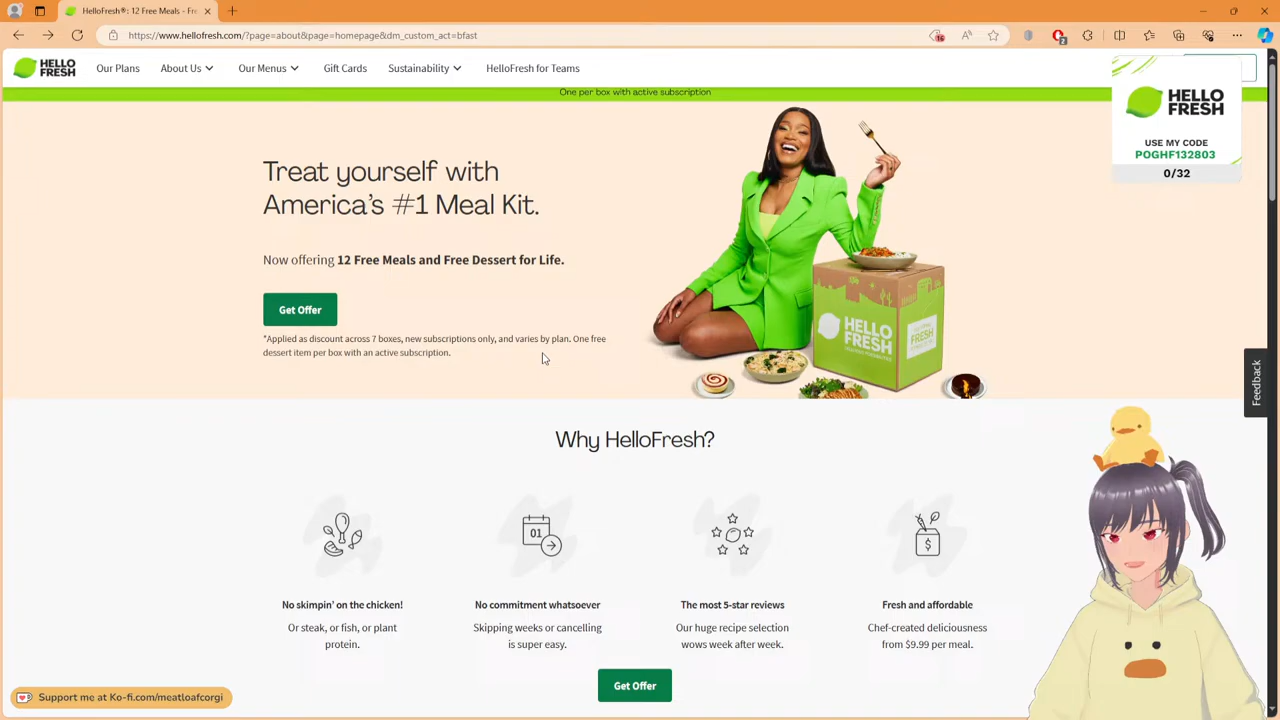 HelloFresh®: 12 Free Meals - Fr
https://www.hellofresh.com/?page=about&page=homepage&dm_custom_act=bfast
16
2
HELLO
FRESH
Our Plans
About Us
Our Menus
Gift Cards
Sustainability
HelloFresh for Teams
One per box with active subscription
HELLO
FRESH
USE MY CODE
POGHF132803
0/32
Treat yourself with
America's #1 Meal Kit.
Now offering 12 Free Meals and Free Dessert for Life.
Get Offer
*Applied as discount across 7 boxes, new subscriptions only, and varies by plan. One free
dessert item per box with an active subscription.
HELLO
FRESH
Feedback
Why HelloFresh?
01
$
No skimpin' on the chicken!
Or steak, or fish, or plant
protein.
No commitment whatsoever
Skipping weeks or cancelling
is super easy.
The most 5-star reviews
Our huge recipe selection
wows week after week.
Fresh and affordable
Chef-created deliciousness
from $9.99 per meal.
Get Offer
Support me at Ko-fi.com/meatloafcorgi